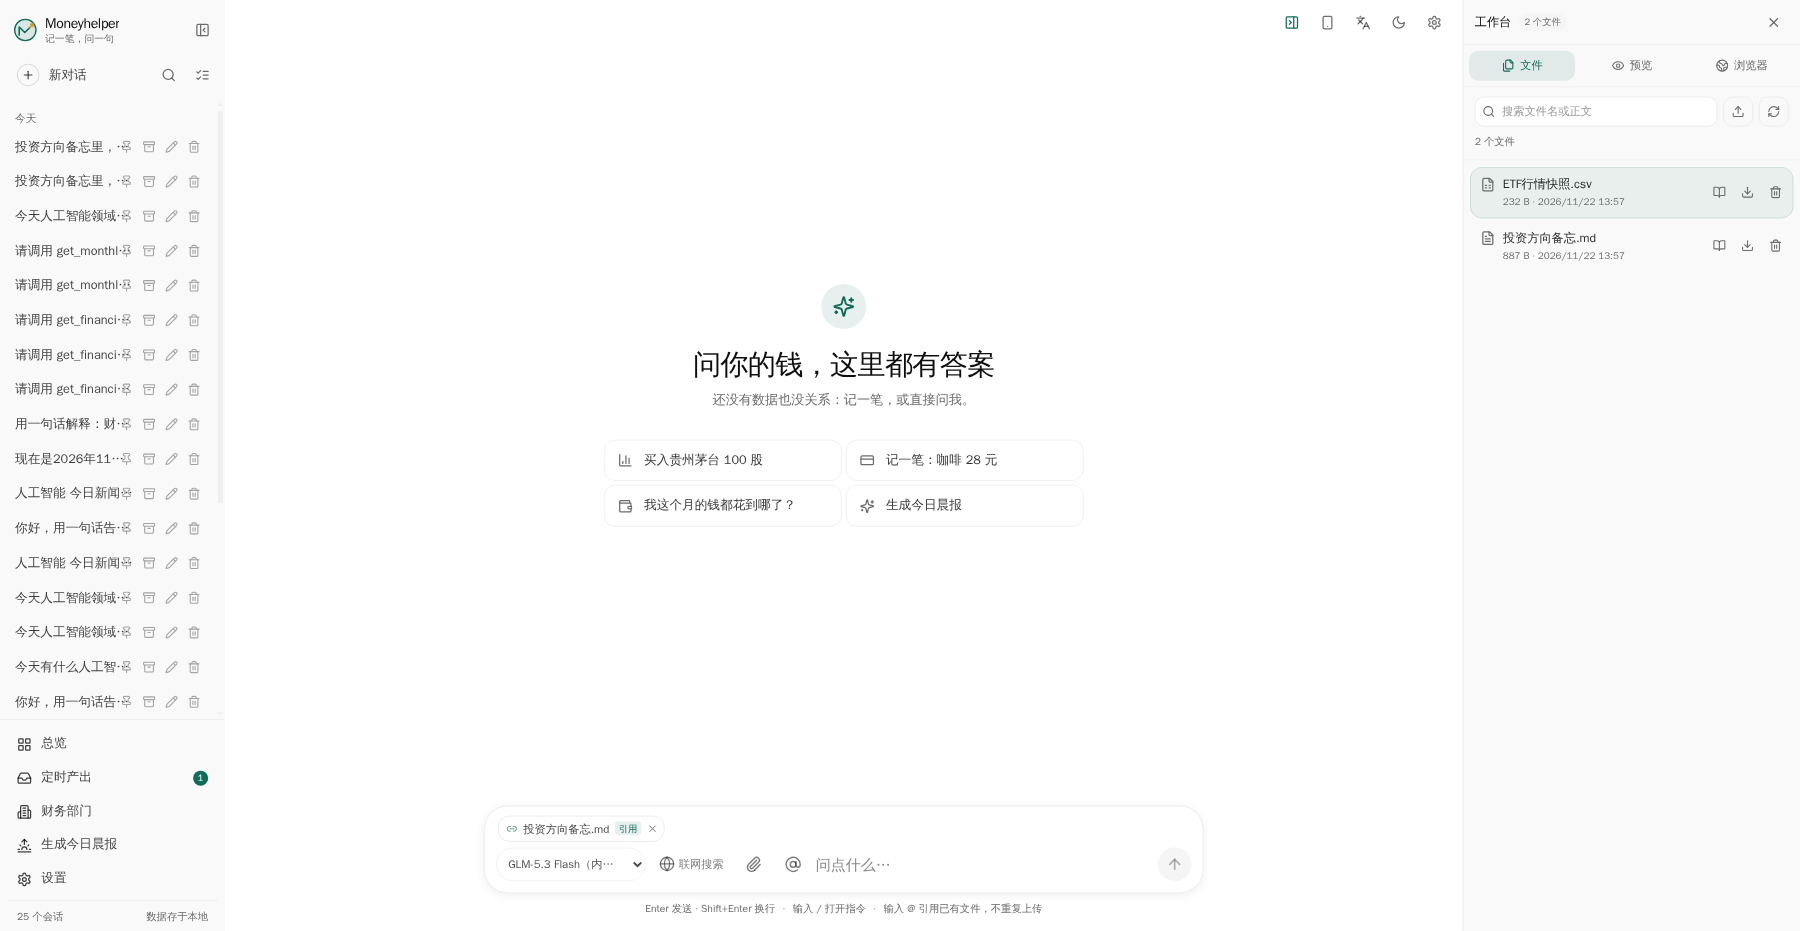 Moneyhelper
记一笔，问一句
新对话
今天
投资方向备忘里，…
投资方向备忘里，…
今天人工智能领域…
请调用 get_monthl…
请调用 get_monthl…
请调用 get_financi…
请调用 get_financi…
请调用 get_financi…
用一句话解释：财…
现在是2026年11…
人工智能 今日新闻…
你好，用一句话告…
人工智能 今日新闻…
今天人工智能领域…
今天人工智能领域…
今天有什么人工智…
你好，用一句话告…
总览
定时产出 1
财务部门
生成今日晨报
设置
25 个会话 数据存于本地
问你的钱，这里都有答案
还没有数据也没关系：记一笔，或直接问我。
买入贵州茅台 100 股
记一笔：咖啡 28 元
我这个月的钱都花到哪了？
生成今日晨报
投资方向备忘.md 引用
GLM-5.3 Flash（内… 联网搜索 问点什么…
Enter 发送 · Shift+Enter 换行 · 输入 / 打开指令 · 输入 @ 引用已有文件，不重复上传
工作台 2 个文件
文件 预览 浏览器
搜索文件名或正文
2 个文件
ETF行情快照.csv
232 B · 2026/11/22 13:57
投资方向备忘.md
887 B · 2026/11/22 13:57